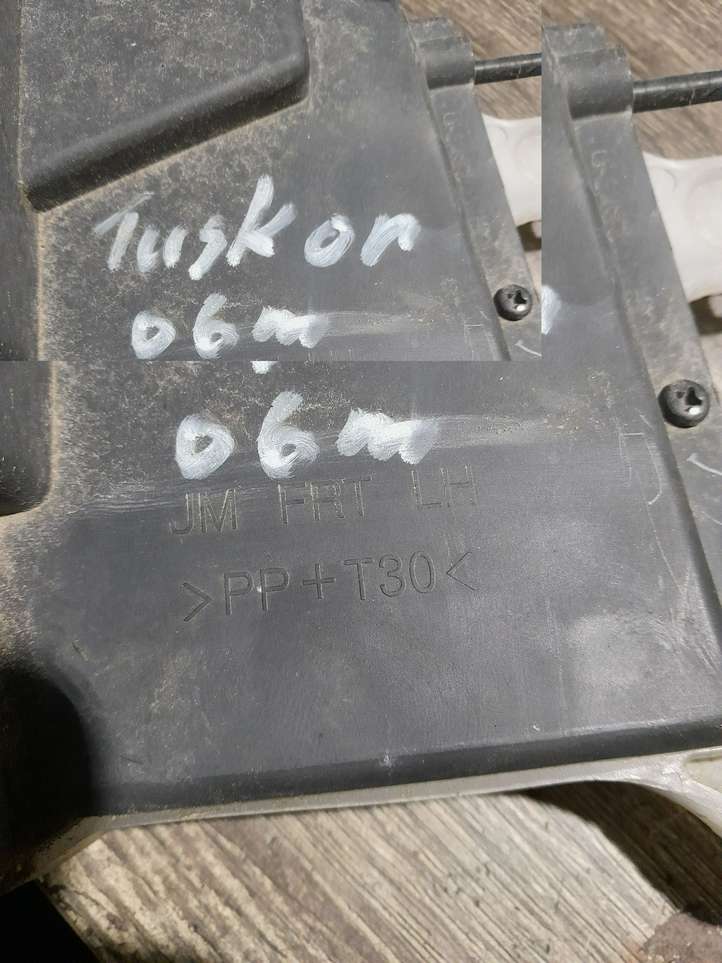 Tuskon
06m
06m
JM FRT LH
>PP+T30<